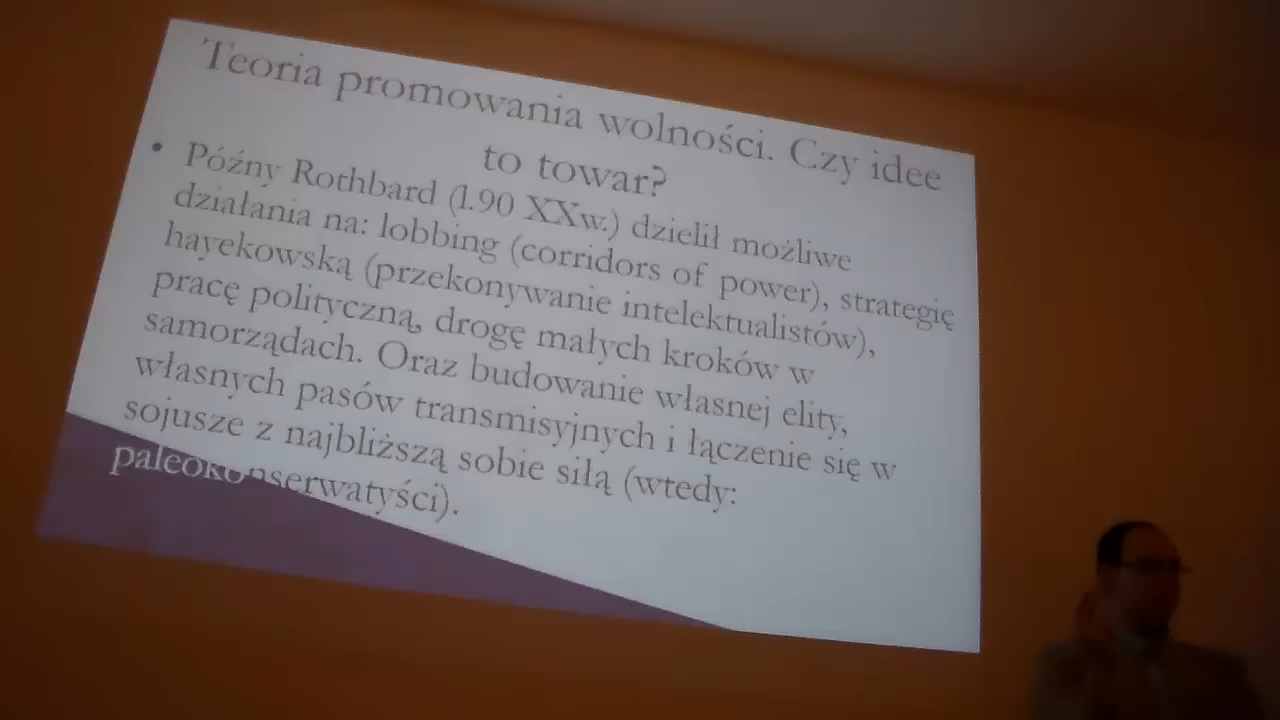 Teoria promowania wolności. Czy idee
to towar?
• Późny Rothbard (l.90 XXw.) dzielił możliwe
działania na: lobbing (corridors of power), strategię
hayekowską (przekonywanie intelektualistów),
pracę polityczną, drogę małych kroków w
samorządach. Oraz budowanie własnej elity,
własnych pasów transmisyjnych i łączenie się w
sojusze z najbliższą sobie siłą (wtedy:
paleokonserwatyści).